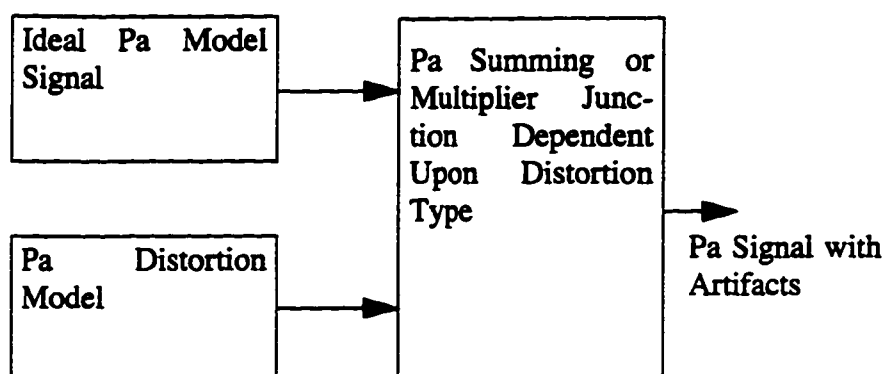 Ideal Pa Model
Signal
Pa Summing or
Multiplier Junc-
tion Dependent
Upon Distortion
Type
Pa Distortion
Model
Pa Signal with
Artifacts